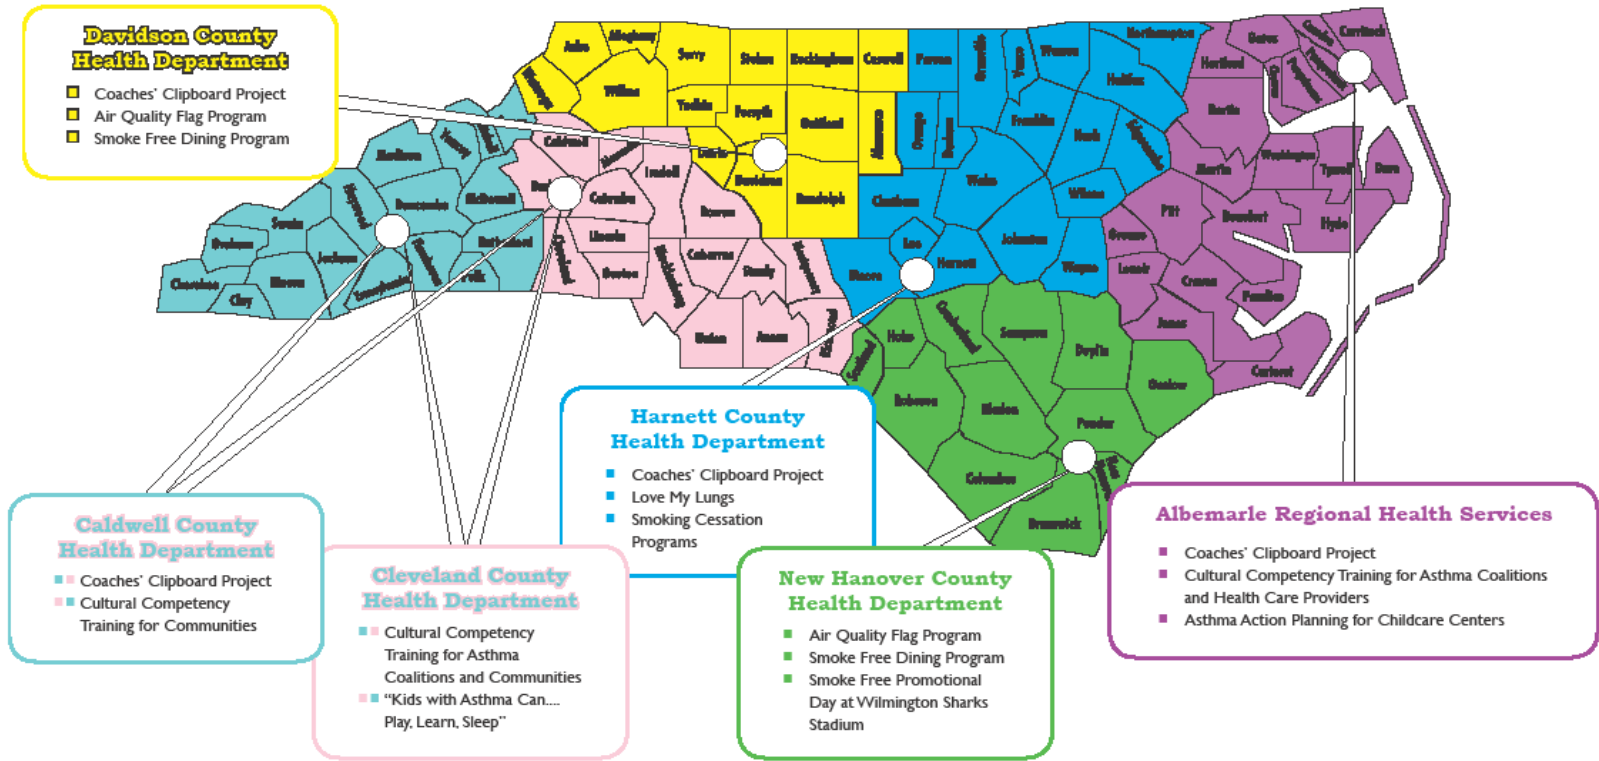 Davidson County
Health Department
Coaches' Clipboard Project
Air Quality Flag Program
Smoke Free Dining Program
Ashe
Alleghany
Surry
Stokes
Rockingham
Caswell
Person
Granville
Vance
Warren
Northampton
Halifax
Hertford
Gates
Currituck
Wilkes
Yadkin
Forsyth
Guilford
Alamance
Orange
Durham
Franklin
Nash
Bertie
Madison
Caldwell
Iredell
Davie
Davidson
Randolph
Chatham
Wake
Wilson
Martin
Washington
Tyrrell
Dare
Haywood
Buncombe
McDowell
Catawba
Rowan
Pitt
Beaufort
Hyde
Swain
Graham
Jackson
Rutherford
Lincoln
Cabarrus
Stanly
Moore
Lee
Harnett
Johnston
Wayne
Greene
Lenoir
Craven
Pamlico
Cherokee
Clay
Macon
Transylvania
Polk
Cleveland
Gaston
Union
Anson
Hoke
Sampson
Duplin
Jones
Carteret
Onslow
Robeson
Bladen
Pender
Columbus
Brunswick
Harnett County
Health Department
Coaches' Clipboard Project
Love My Lungs
Smoking Cessation
Programs
Caldwell County
Health Department
Coaches' Clipboard Project
Cultural Competency
Training for Communities
Cleveland County
Health Department
Cultural Competency
Training for Asthma
Coalitions and Communities
“Kids with Asthma Can....
Play, Learn, Sleep”
New Hanover County
Health Department
Air Quality Flag Program
Smoke Free Dining Program
Smoke Free Promotional
Day at Wilmington Sharks
Stadium
Albemarle Regional Health Services
Coaches' Clipboard Project
Cultural Competency Training for Asthma Coalitions
and Health Care Providers
Asthma Action Planning for Childcare Centers